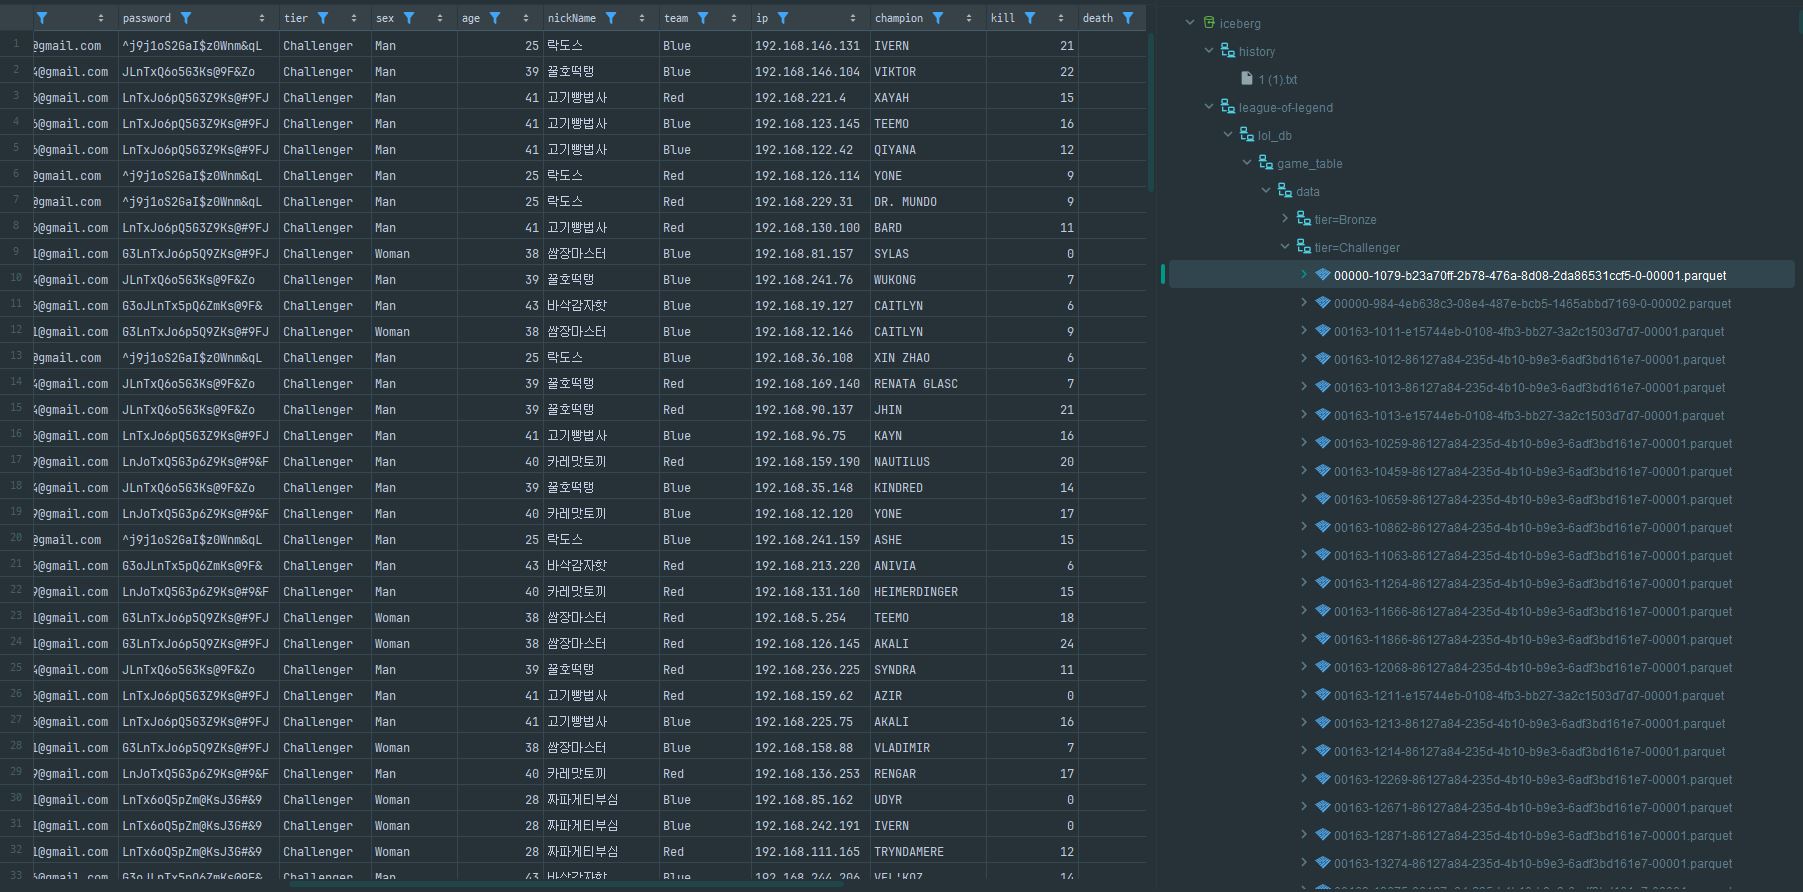 password tier sex age nickName team ip champion kill death
1 @gmail.com ^j9j1oS2GaI$zOWnm&qL Challenger Man 25 락도스 Blue 192.168.146.131 IVERN 21
2 4@gmail.com JLnTxQ6o5G3Ks@9F&Zo Challenger Man 39 꿀호떡탱 Blue 192.168.146.104 VIKTOR 22
3 6@gmail.com LnTxJo6pQ5G3Z9Ks@#9FJ Challenger Man 41 고기빵법사 Red 192.168.221.4 XAYAH 15
4 6@gmail.com LnTxJo6pQ5G3Z9Ks@#9FJ Challenger Man 41 고기빵법사 Blue 192.168.123.145 TEEMO 16
5 6@gmail.com LnTxJo6pQ5G3Z9Ks@#9FJ Challenger Man 41 고기빵법사 Blue 192.168.122.42 QIYANA 12
6 @gmail.com ^j9j1oS2GaI$zOWnm&qL Challenger Man 25 락도스 Red 192.168.126.114 YONE 9
7 @gmail.com ^j9j1oS2GaI$zOWnm&qL Challenger Man 25 락도스 Red 192.168.229.31 DR. MUNDO 9
8 6@gmail.com LnTxJo6pQ5G3Z9Ks@#9FJ Challenger Man 41 고기빵법사 Red 192.168.130.100 BARD 11
9 1@gmail.com G3LnTxJo6p5Q9ZKs@#9FJ Challenger Woman 38 쌈장마스터 Blue 192.168.81.157 SYLAS 0
10 4@gmail.com JLnTxQ6o5G3Ks@9F&Zo Challenger Man 39 꿀호떡탱 Blue 192.168.241.76 WUKONG 7
11 6@gmail.com G3oJLnTx5pQ6ZmKs@9F& Challenger Man 43 바삭감자핫 Blue 192.168.19.127 CAITLYN 6
12 1@gmail.com G3LnTxJo6p5Q9ZKs@#9FJ Challenger Woman 38 쌈장마스터 Blue 192.168.12.146 CAITLYN 9
13 @gmail.com ^j9j1oS2GaI$zOWnm&qL Challenger Man 25 락도스 Blue 192.168.36.108 XIN ZHAO 6
14 4@gmail.com JLnTxQ6o5G3Ks@9F&Zo Challenger Man 39 꿀호떡탱 Red 192.168.169.140 RENATA GLASC 7
15 4@gmail.com JLnTxQ6o5G3Ks@9F&Zo Challenger Man 39 꿀호떡탱 Red 192.168.90.137 JHIN 21
16 6@gmail.com LnTxJo6pQ5G3Z9Ks@#9FJ Challenger Man 41 고기빵법사 Blue 192.168.96.75 KAYN 16
17 9@gmail.com LnJoTxQ5G3p6Z9Ks@#9&F Challenger Man 40 카레맛토끼 Red 192.168.159.190 NAUTILUS 20
18 4@gmail.com JLnTxQ6o5G3Ks@9F&Zo Challenger Man 39 꿀호떡탱 Blue 192.168.35.148 KINDRED 14
19 9@gmail.com LnJoTxQ5G3p6Z9Ks@#9&F Challenger Man 40 카레맛토끼 Blue 192.168.12.120 YONE 17
20 @gmail.com ^j9j1oS2GaI$zOWnm&qL Challenger Man 25 락도스 Blue 192.168.241.159 ASHE 15
21 6@gmail.com G3oJLnTx5pQ6ZmKs@9F& Challenger Man 43 바삭감자핫 Blue 192.168.213.220 ANIVIA 6
22 9@gmail.com LnJoTxQ5G3p6Z9Ks@#9&F Challenger Man 40 카레맛토끼 Red 192.168.131.160 HEIMERDINGER 15
23 1@gmail.com G3LnTxJo6p5Q9ZKs@#9FJ Challenger Woman 38 쌈장마스터 Blue 192.168.5.254 TEEMO 18
24 1@gmail.com G3LnTxJo6p5Q9ZKs@#9FJ Challenger Woman 38 쌈장마스터 Blue 192.168.126.145 AKALI 24
25 4@gmail.com JLnTxQ6o5G3Ks@9F&Zo Challenger Man 39 꿀호떡탱 Red 192.168.236.225 SYNDRA 11
26 6@gmail.com LnTxJo6pQ5G3Z9Ks@#9FJ Challenger Man 41 고기빵법사 Red 192.168.159.62 AZIR 0
27 6@gmail.com LnTxJo6pQ5G3Z9Ks@#9FJ Challenger Man 41 고기빵법사 Blue 192.168.225.75 AKALI 16
28 1@gmail.com G3LnTxJo6p5Q9ZKs@#9FJ Challenger Woman 38 쌈장마스터 Blue 192.168.158.88 VLADIMIR 7
29 9@gmail.com LnJoTxQ5G3p6Z9Ks@#9&F Challenger Man 40 카레맛토끼 Red 192.168.136.253 RENGAR 17
30 1@gmail.com LnTx6oQ5pZm@KsJ3G#&9 Challenger Woman 28 짜파게티부심 Blue 192.168.85.162 UDYR 0
31 1@gmail.com LnTx6oQ5pZm@KsJ3G#&9 Challenger Woman 28 짜파게티부심 Blue 192.168.242.191 IVERN 0
32 1@gmail.com LnTx6oQ5pZm@KsJ3G#&9 Challenger Woman 28 짜파게티부심 Red 192.168.111.165 TRYNDAMERE 12
33 6@gmail.com G3oJLnTx5pQ6ZmKs@9F& Challenger Man 43 바삭감자핫 Blue 192.168.244.206 VEL'KOZ 14
iceberg
history
1 (1).txt
league-of-legend
lol_db
game_table
data
tier=Bronze
tier=Challenger
00000-1079-b23a70ff-2b78-476a-8d08-2da86531ccf5-0-00001.parquet
00000-984-4eb638c3-08e4-487e-bcb5-1465abbd7169-0-00002.parquet
00163-1011-e15744eb-0108-4fb3-bb27-3a2c1503d7d7-00001.parquet
00163-1012-86127a84-235d-4b10-b9e3-6adf3bd161e7-00001.parquet
00163-1013-86127a84-235d-4b10-b9e3-6adf3bd161e7-00001.parquet
00163-1013-e15744eb-0108-4fb3-bb27-3a2c1503d7d7-00001.parquet
00163-10259-86127a84-235d-4b10-b9e3-6adf3bd161e7-00001.parquet
00163-10459-86127a84-235d-4b10-b9e3-6adf3bd161e7-00001.parquet
00163-10659-86127a84-235d-4b10-b9e3-6adf3bd161e7-00001.parquet
00163-10862-86127a84-235d-4b10-b9e3-6adf3bd161e7-00001.parquet
00163-11063-86127a84-235d-4b10-b9e3-6adf3bd161e7-00001.parquet
00163-11264-86127a84-235d-4b10-b9e3-6adf3bd161e7-00001.parquet
00163-11666-86127a84-235d-4b10-b9e3-6adf3bd161e7-00001.parquet
00163-11866-86127a84-235d-4b10-b9e3-6adf3bd161e7-00001.parquet
00163-12068-86127a84-235d-4b10-b9e3-6adf3bd161e7-00001.parquet
00163-1211-e15744eb-0108-4fb3-bb27-3a2c1503d7d7-00001.parquet
00163-1213-86127a84-235d-4b10-b9e3-6adf3bd161e7-00001.parquet
00163-1214-86127a84-235d-4b10-b9e3-6adf3bd161e7-00001.parquet
00163-12269-86127a84-235d-4b10-b9e3-6adf3bd161e7-00001.parquet
00163-12671-86127a84-235d-4b10-b9e3-6adf3bd161e7-00001.parquet
00163-12871-86127a84-235d-4b10-b9e3-6adf3bd161e7-00001.parquet
00163-13274-86127a84-235d-4b10-b9e3-6adf3bd161e7-00001.parquet